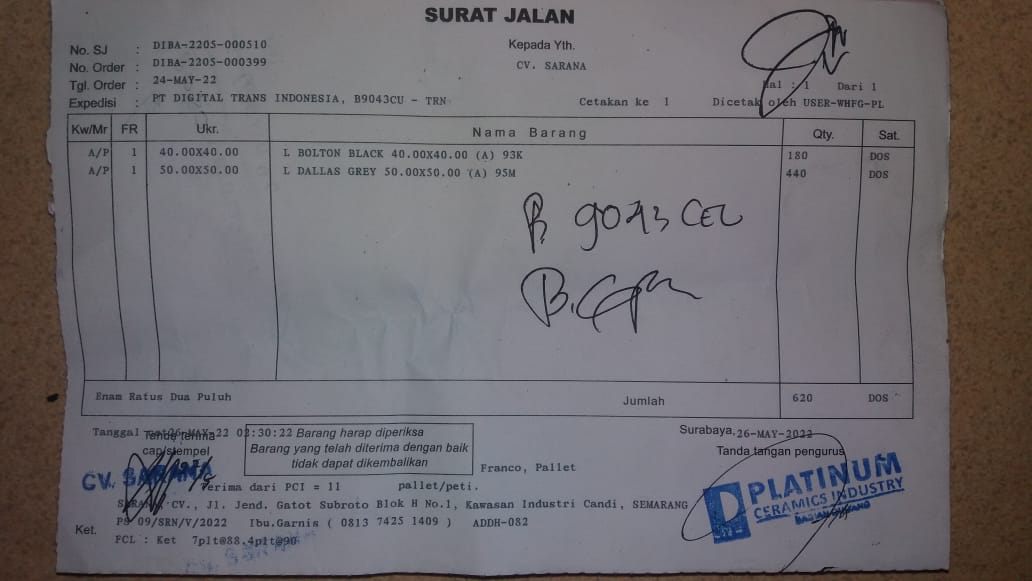 SURAT JALAN
No. SJ : DIBA-2205-000510
Kepada Yth.
No. Order : DIBA-2205-000399
CV. SARANA
Tgl. Order : 24-MAY-22
Hal : 1 Dari 1
Expedisi : PT DIGITAL TRANS INDONESIA, B9043CU - TRN Cetakan ke 1 Dicetak oleh USER-WHFG-PL
Kw/Mr FR Ukr. Nama Barang Qty. Sat.
A/P 1 40.00X40.00 L BOLTON BLACK 40.00X40.00 (A) 93K 180 DOS
A/P 1 50.00X50.00 L DALLAS GREY 50.00X50.00 (A) 95M 440 DOS
B 9043 CEU
Enam Ratus Dua Puluh Jumlah 620 DOS
Tanggal 26-MAY-22 02:30:22
Tanda terima
cap/stempel
CV. SARANA
Barang harap diperiksa
Barang yang telah diterima dengan baik
tidak dapat dikembalikan
Surabaya, 26-MAY-2022
Tanda tangan pengurus
Franco, Pallet
PLATINUM
CERAMICS INDUSTRY
BAGIAN GUDANG
Terima dari PCI = 11 pallet/peti.
SARANA, CV., Jl. Jend. Gatot Subroto Blok H No.1, Kawasan Industri Candi, SEMARANG
Ket. PS 09/SRN/V/2022 Ibu.Garnis ( 0813 7425 1409 ) ADDH-082
FCL : Ket 7plt@88.4plt@90